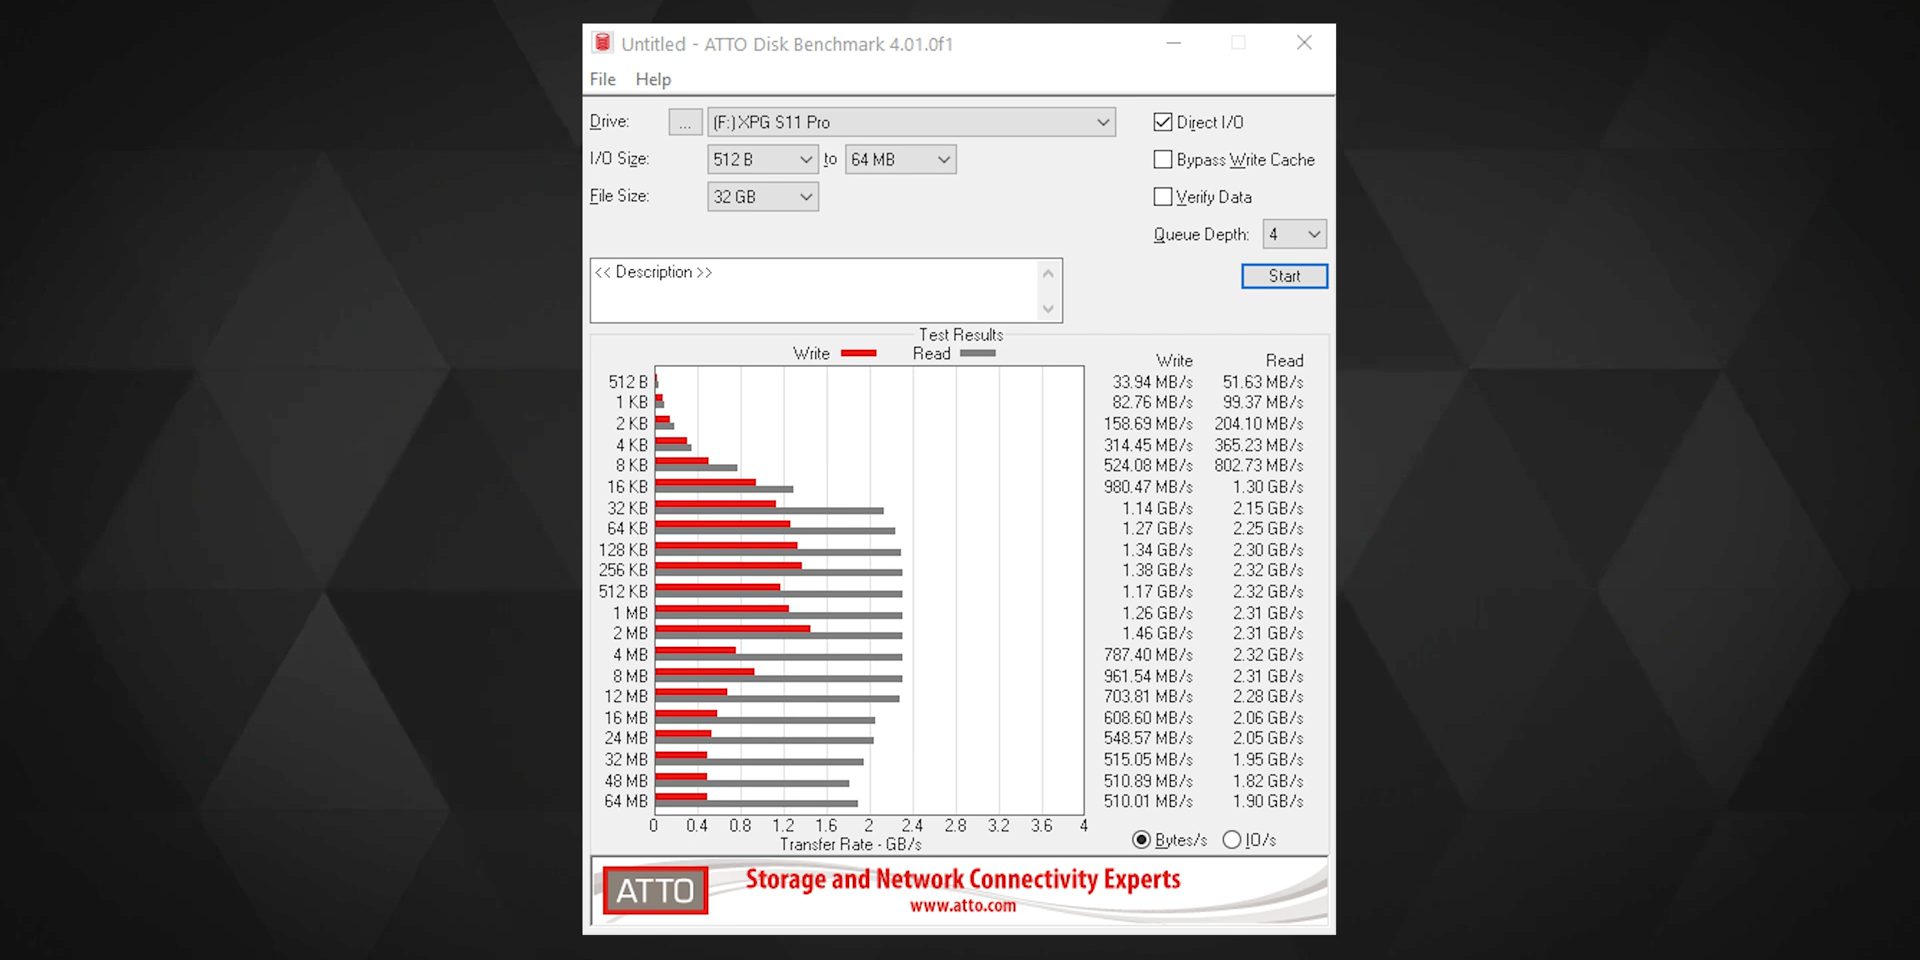 Untitled - ATTO Disk Benchmark 4.01.0f1
File Help
Drive: ... (F:) XPG S11 Pro Direct I/O
I/O Size: 512 B to 64 MB Bypass Write Cache
File Size: 32 GB Verify Data
Queue Depth: 4
<< Description >> Start
Test Results
Write Read Write Read
512 B 33.94 MB/s 51.63 MB/s
1 KB 82.76 MB/s 99.37 MB/s
2 KB 158.69 MB/s 204.10 MB/s
4 KB 314.45 MB/s 365.23 MB/s
8 KB 524.08 MB/s 802.73 MB/s
16 KB 980.47 MB/s 1.30 GB/s
32 KB 1.14 GB/s 2.15 GB/s
64 KB 1.27 GB/s 2.25 GB/s
128 KB 1.34 GB/s 2.30 GB/s
256 KB 1.38 GB/s 2.32 GB/s
512 KB 1.17 GB/s 2.32 GB/s
1 MB 1.26 GB/s 2.31 GB/s
2 MB 1.46 GB/s 2.31 GB/s
4 MB 787.40 MB/s 2.32 GB/s
8 MB 961.54 MB/s 2.31 GB/s
12 MB 703.81 MB/s 2.28 GB/s
16 MB 608.60 MB/s 2.06 GB/s
24 MB 548.57 MB/s 2.05 GB/s
32 MB 515.05 MB/s 1.95 GB/s
48 MB 510.89 MB/s 1.82 GB/s
64 MB 510.01 MB/s 1.90 GB/s
0 0.4 0.8 1.2 1.6 2 2.4 2.8 3.2 3.6 4
Transfer Rate - GB/s Bytes/s IO/s
ATTO Storage and Network Connectivity Experts
www.atto.com